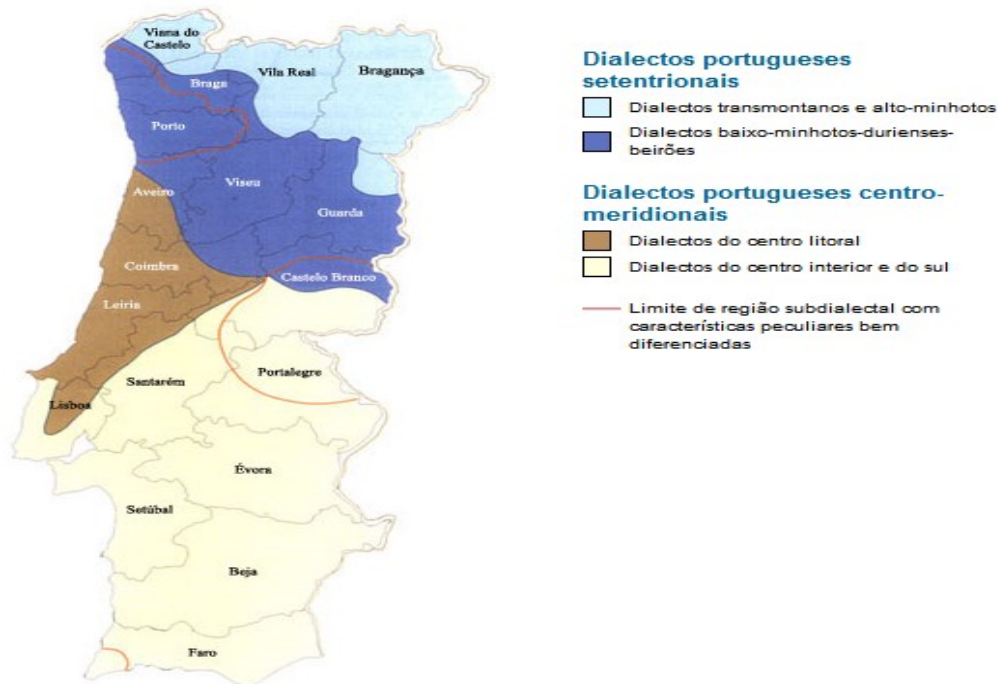 Viana do
Castelo
Braga
Vila Real
Bragança
Porto
Aveiro
Viseu
Guarda
Coimbra
Castelo Branco
Leiria
Santarém
Portalegre
Lisboa
Évora
Setúbal
Beja
Faro
Dialectos portugueses
setentrionais
Dialectos transmontanos e alto-minhotos
Dialectos baixo-minhotos-durienses-
beirões
Dialectos portugueses centro-
meridionais
Dialectos do centro litoral
Dialectos do centro interior e do sul
Limite de região subdialectal com
características peculiares bem
diferenciadas